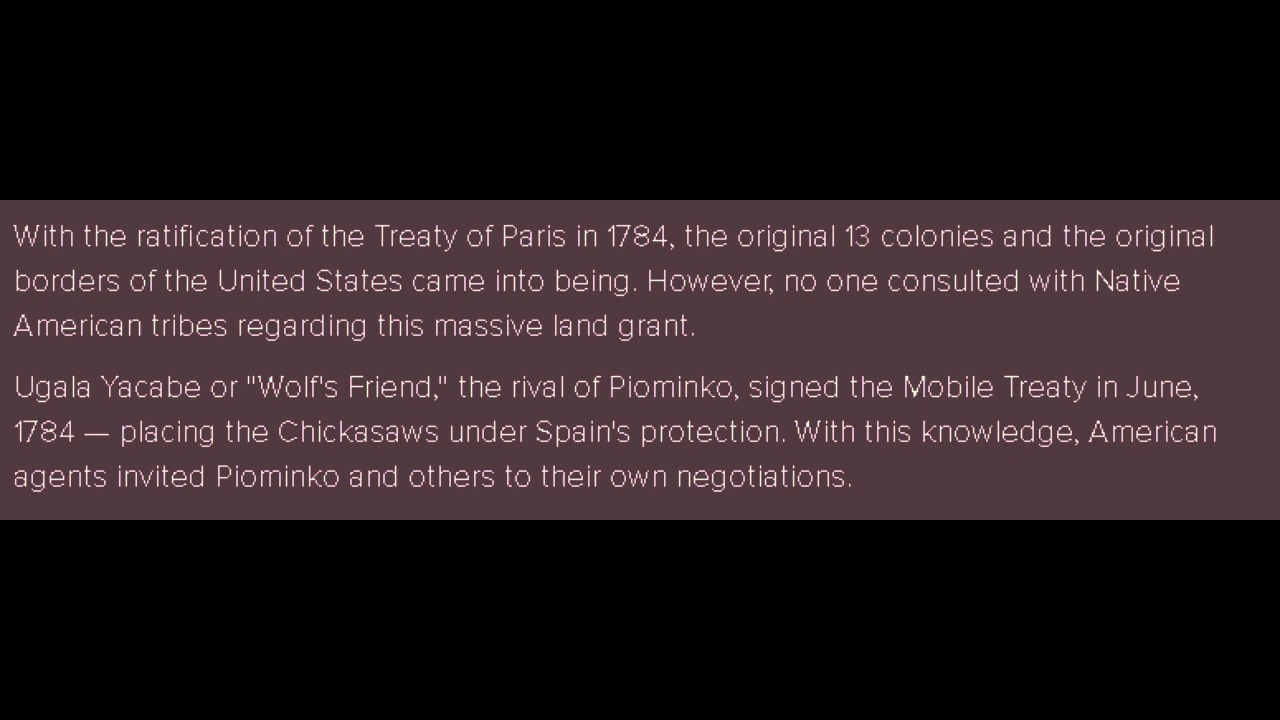 With the ratification of the Treaty of Paris in 1784, the original 13 colonies and the original
borders of the United States came into being. However, no one consulted with Native
American tribes regarding this massive land grant.
Ugala Yacabe or "Wolf's Friend," the rival of Piominko, signed the Mobile Treaty in June,
1784 — placing the Chickasaws under Spain's protection. With this knowledge, American
agents invited Piominko and others to their own negotiations.